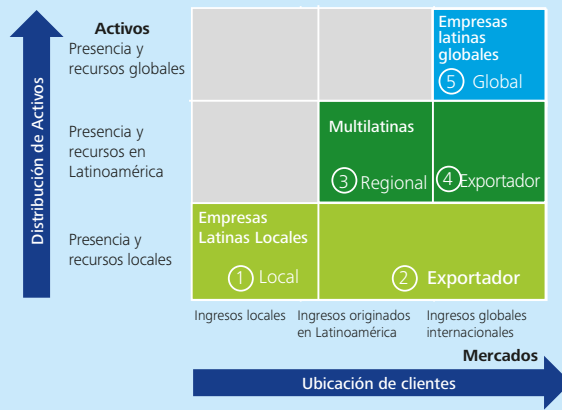 Distribución de Activos
Activos
Presencia y
recursos globales
Presencia y
recursos en
Latinoamérica
Presencia y
recursos locales
Empresas
latinas
globales
5 Global
Multilatinas
3 Regional
4 Exportador
Empresas
Latinas Locales
1 Local
2 Exportador
Ingresos locales
Ingresos originados
en Latinoamérica
Ingresos globales
internacionales
Mercados
Ubicación de clientes